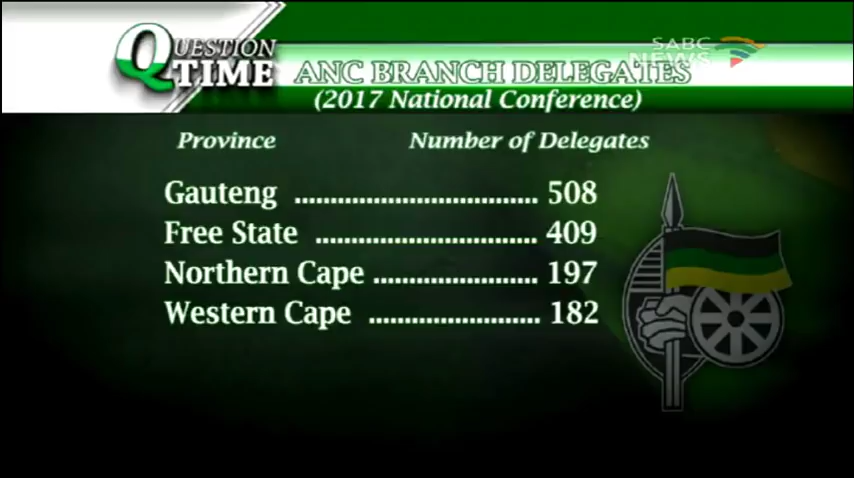 QUESTION TIME
SABC NEWS
ANC BRANCH DELEGATES
(2017 National Conference)
Province Number of Delegates
Gauteng .................................. 508
Free State ............................... 409
Northern Cape ....................... 197
Western Cape ........................ 182